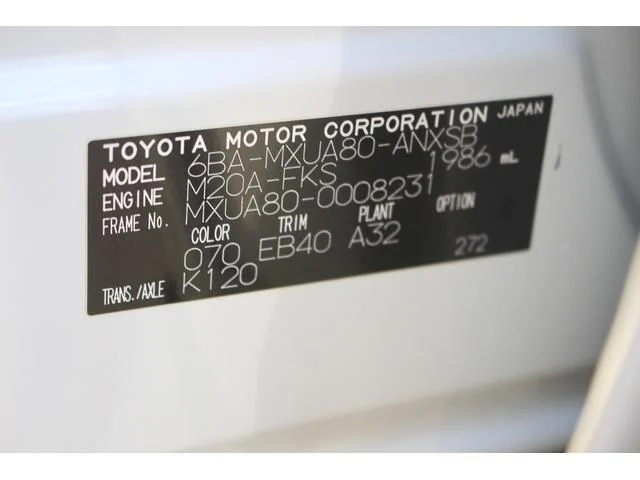 TOYOTA MOTOR CORPORATION JAPAN
MODEL 6BA-MXUA80-ANXSB
ENGINE M20A-FKS 1986 mL
FRAME No. MXUA80-0008231
COLOR TRIM PLANT OPTION
070 EB40 A32 272
TRANS./AXLE K120